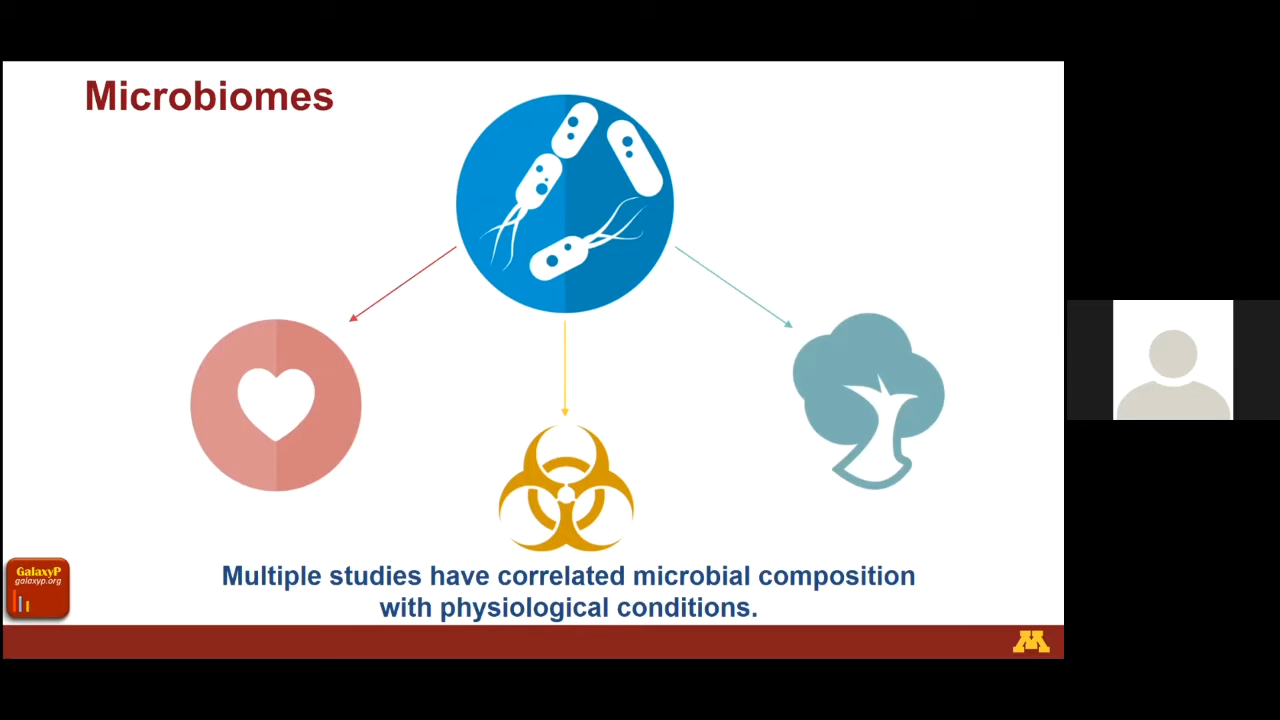 Microbiomes
GalaxyP
galaxyp.org
Multiple studies have correlated microbial composition
with physiological conditions.
M